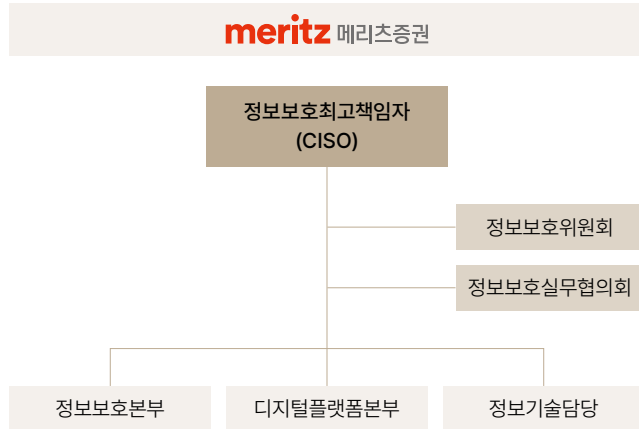 meritz 메리츠증권
정보보호최고책임자
(CISO)
정보보호위원회
정보보호실무협의회
정보보호본부
디지털플랫폼본부
정보기술담당